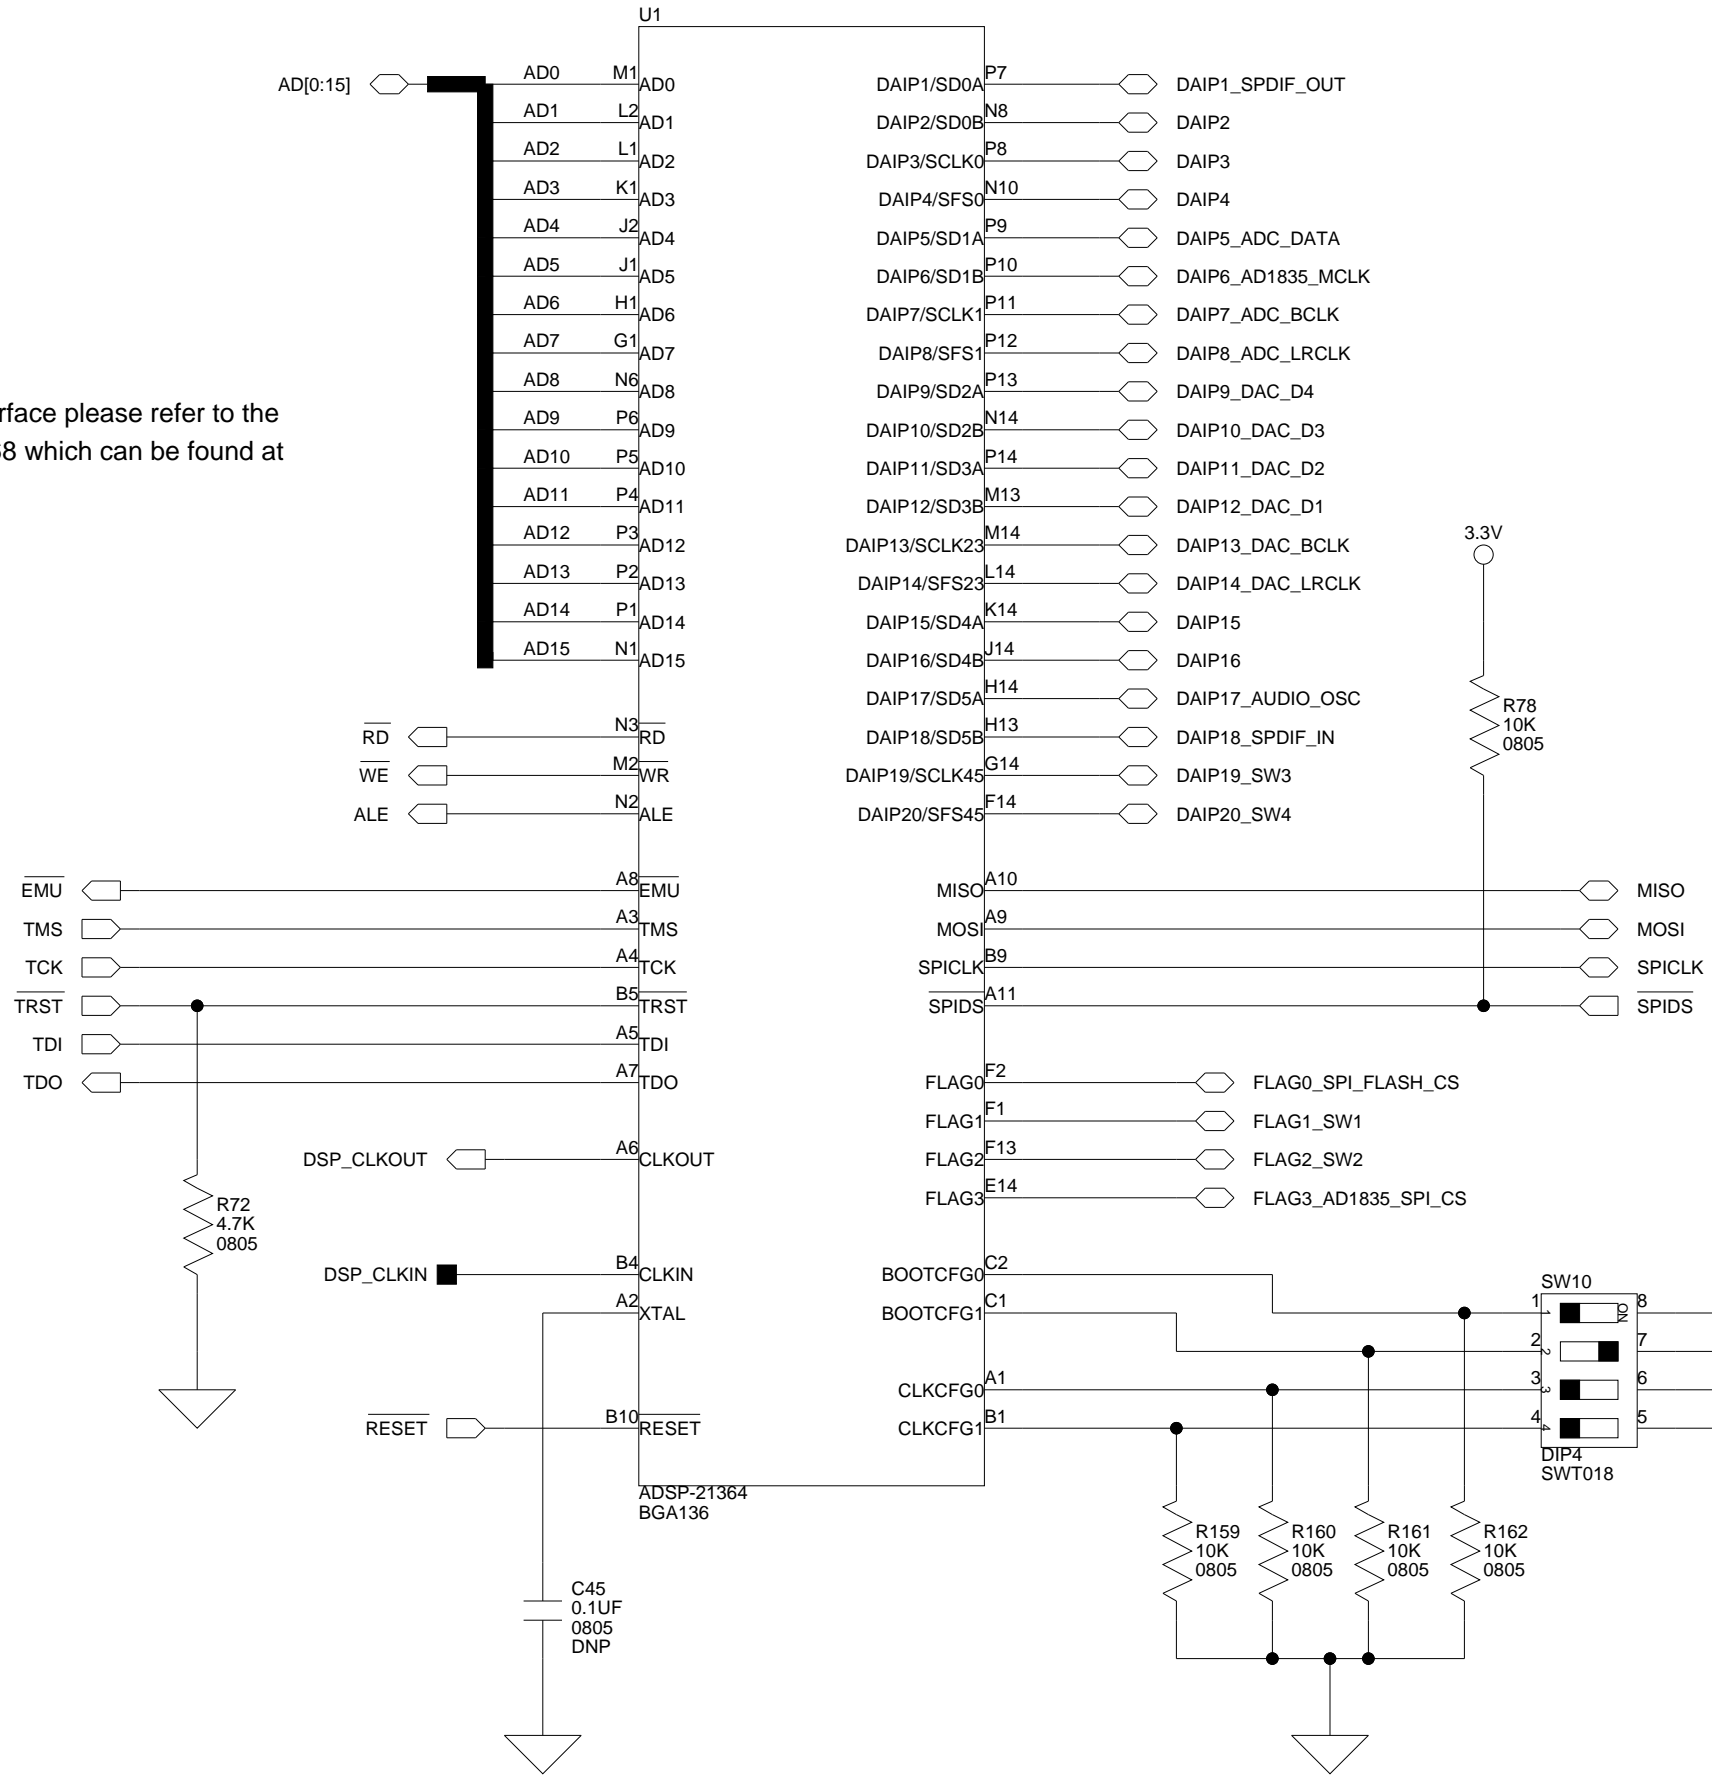 U1
AD[0:15]
AD0 M1 AD0
AD1 L2 AD1
AD2 L1 AD2
AD3 K1 AD3
AD4 J2 AD4
AD5 J1 AD5
AD6 H1 AD6
AD7 G1 AD7
AD8 N6 AD8
AD9 P6 AD9
AD10 P5 AD10
AD11 P4 AD11
AD12 P3 AD12
AD13 P2 AD13
AD14 P1 AD14
AD15 N1 AD15
rface please refer to the
8 which can be found at
RD N3 RD
WE M2 WR
ALE N2 ALE
EMU A8 EMU
TMS A3 TMS
TCK A4 TCK
TRST B5 TRST
TDI A5 TDI
TDO A7 TDO
DSP_CLKOUT A6 CLKOUT
R72
4.7K
0805
DSP_CLKIN B4 CLKIN
A2 XTAL
RESET B10 RESET
ADSP-21364
BGA136
C45
0.1UF
0805
DNP
DAIP1/SD0A P7 DAIP1_SPDIF_OUT
DAIP2/SD0B N8 DAIP2
DAIP3/SCLK0 P8 DAIP3
DAIP4/SFS0 N10 DAIP4
DAIP5/SD1A P9 DAIP5_ADC_DATA
DAIP6/SD1B P10 DAIP6_AD1835_MCLK
DAIP7/SCLK1 P11 DAIP7_ADC_BCLK
DAIP8/SFS1 P12 DAIP8_ADC_LRCLK
DAIP9/SD2A P13 DAIP9_DAC_D4
DAIP10/SD2B N14 DAIP10_DAC_D3
DAIP11/SD3A P14 DAIP11_DAC_D2
DAIP12/SD3B M13 DAIP12_DAC_D1
DAIP13/SCLK23 M14 DAIP13_DAC_BCLK
DAIP14/SFS23 L14 DAIP14_DAC_LRCLK
DAIP15/SD4A K14 DAIP15
DAIP16/SD4B J14 DAIP16
DAIP17/SD5A H14 DAIP17_AUDIO_OSC
DAIP18/SD5B H13 DAIP18_SPDIF_IN
DAIP19/SCLK45 G14 DAIP19_SW3
DAIP20/SFS45 F14 DAIP20_SW4
3.3V
R78
10K
0805
MISO A10 MISO
MOSI A9 MOSI
SPICLK B9 SPICLK
SPIDS A11 SPIDS
FLAG0 F2 FLAG0_SPI_FLASH_CS
FLAG1 F1 FLAG1_SW1
FLAG2 F13 FLAG2_SW2
FLAG3 E14 FLAG3_AD1835_SPI_CS
BOOTCFG0 C2
BOOTCFG1 C1
CLKCFG0 A1
CLKCFG1 B1
SW10
1 1 ON 8
2 2 7
3 3 6
4 4 5
DIP4
SWT018
R159
10K
0805
R160
10K
0805
R161
10K
0805
R162
10K
0805